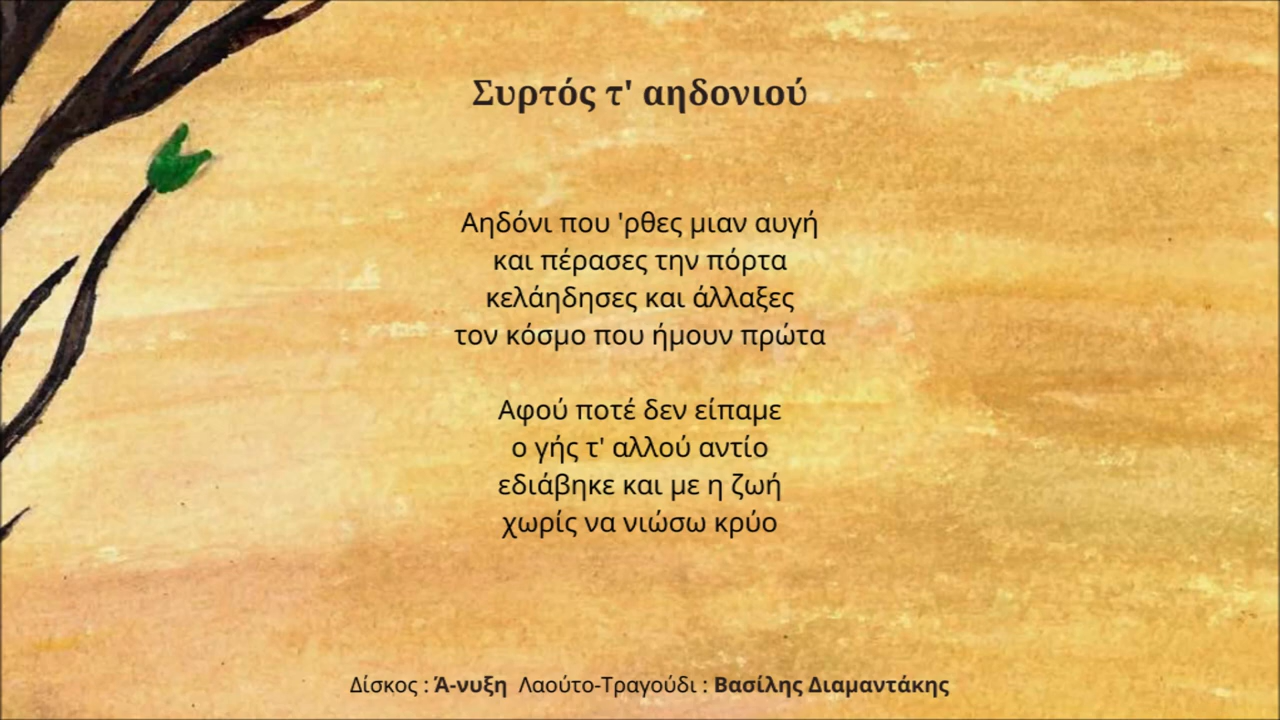 Συρτός τ' αηδονιού
Αηδόνι που 'ρθες μιαν αυγή
και πέρασες την πόρτα
κελάηδησες και άλλαξες
τον κόσμο που ήμουν πρώτα
Αφού ποτέ δεν είπαμε
ο γής τ' αλλού αντίο
εδιάβηκε και με η ζωή
χωρίς να νιώσω κρύο
Δίσκος : Ά-νυξη Λαούτο-Τραγούδι : Βασίλης Διαμαντάκης